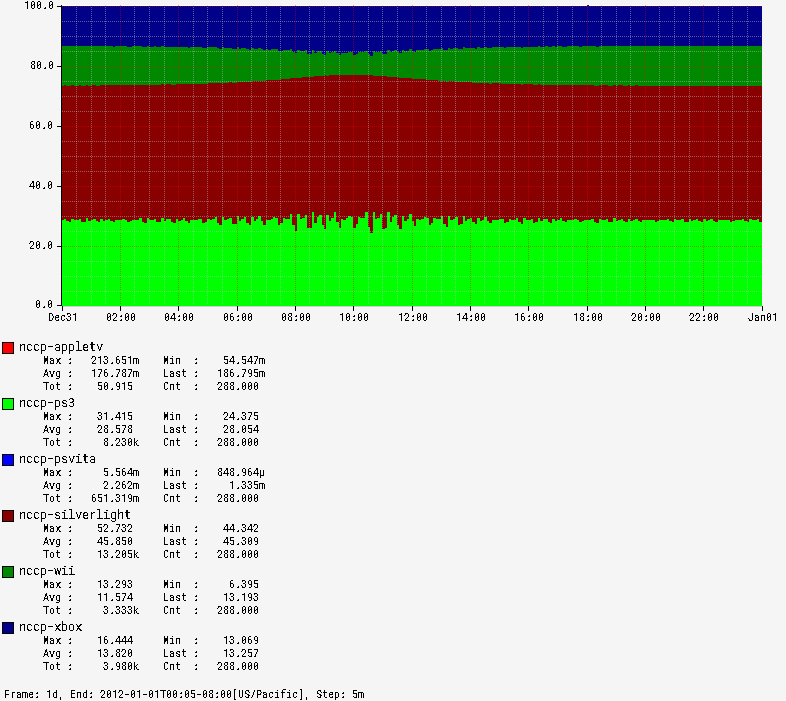 100.0
80.0
60.0
40.0
20.0
0.0
Dec31 02:00 04:00 06:00 08:00 10:00 12:00 14:00 16:00 18:00 20:00 22:00 Jan01
nccp-appletv
Max : 213.651m Min : 54.547m
Avg : 176.787m Last : 186.795m
Tot : 50.915 Cnt : 288.000
nccp-ps3
Max : 31.415 Min : 24.375
Avg : 28.578 Last : 28.054
Tot : 8.230k Cnt : 288.000
nccp-psvita
Max : 5.564m Min : 848.964µ
Avg : 2.262m Last : 1.335m
Tot : 651.319m Cnt : 288.000
nccp-silverlight
Max : 52.732 Min : 44.342
Avg : 45.850 Last : 45.309
Tot : 13.205k Cnt : 288.000
nccp-wii
Max : 13.293 Min : 6.395
Avg : 11.574 Last : 13.193
Tot : 3.333k Cnt : 288.000
nccp-xbox
Max : 16.444 Min : 13.069
Avg : 13.820 Last : 13.257
Tot : 3.980k Cnt : 288.000
Frame: 1d, End: 2012-01-01T00:05-08:00[US/Pacific], Step: 5m